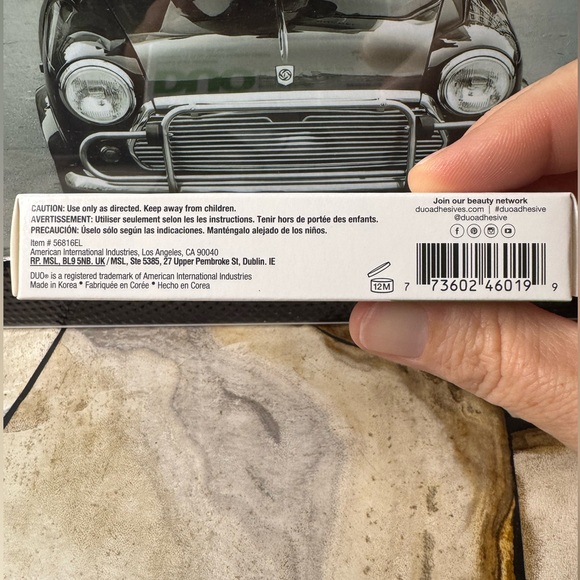 CAUTION: Use only as directed. Keep away from children.
AVERTISSEMENT: Utiliser seulement selon les les instructions. Tenir hors de portée des enfants.
PRECAUCIÓN: Úselo sólo según las indicaciones. Manténgalo alejado de los niños.
Item # 56816EL
American International Industries, Los Angeles, CA 90040
RP. MSL, BL9 5NB. UK / MSL, Ste 5385, 27 Upper Pembroke St, Dublin. IE
DUO® is a registered trademark of American International Industries
Made in Korea • Fabriquée en Corée • Hecho en Corea
12M
Join our beauty network
duoadhesives.com | #duoadhesive
@duoadhesive
7 73602 46019 9